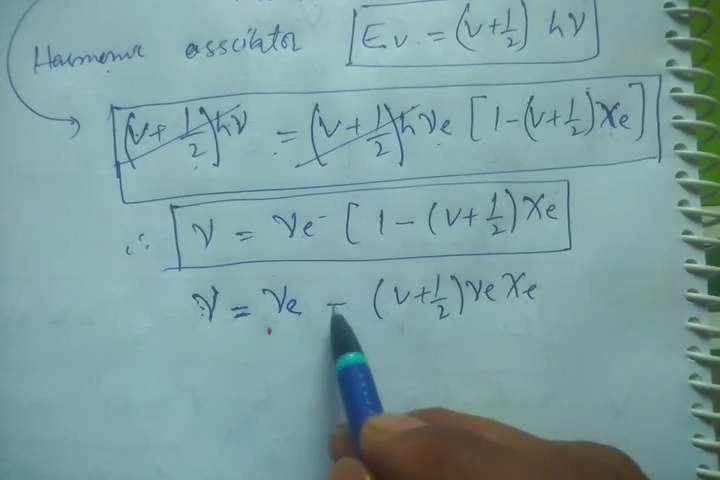 Harmonic asscilator Eν = (ν+1/2) hν
(ν+1/2)hν = (ν+1/2)hνe [1-(ν+1/2)Xe]
∴ ν = νe- [1-(ν+1/2)Xe
ν = νe - (ν+1/2)νe Xe